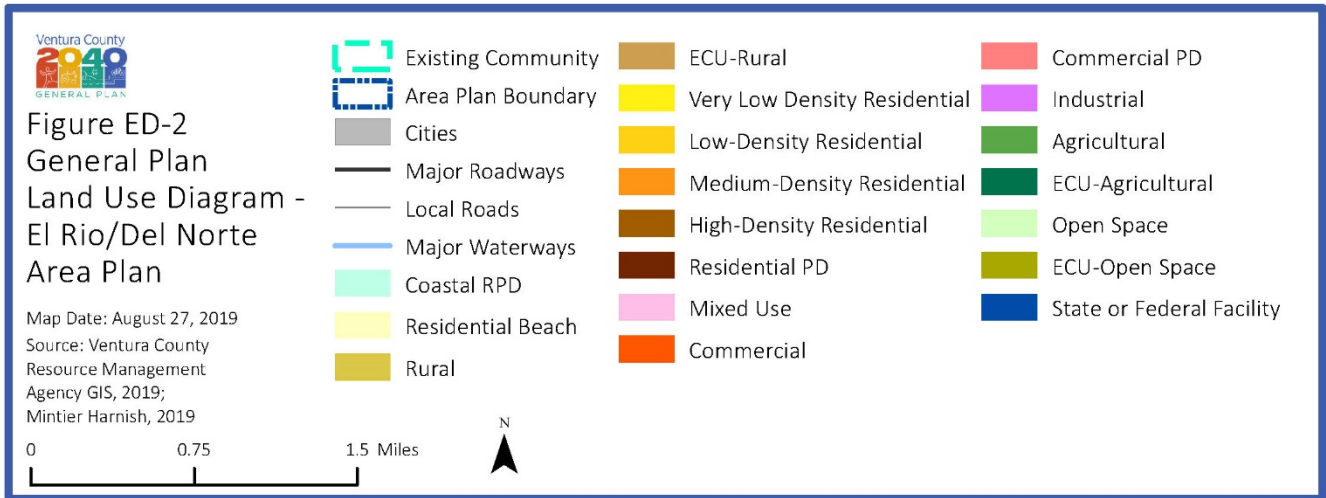 Ventura County
2040
GENERAL PLAN
Figure ED-2
General Plan
Land Use Diagram -
El Rio/Del Norte
Area Plan
Map Date: August 27, 2019
Source: Ventura County
Resource Management
Agency GIS, 2019;
Mintier Harnish, 2019
0 0.75 1.5 Miles
Existing Community
Area Plan Boundary
Cities
Major Roadways
Local Roads
Major Waterways
Coastal RPD
Residential Beach
Rural
N
ECU-Rural
Very Low Density Residential
Low-Density Residential
Medium-Density Residential
High-Density Residential
Residential PD
Mixed Use
Commercial
Commercial PD
Industrial
Agricultural
ECU-Agricultural
Open Space
ECU-Open Space
State or Federal Facility